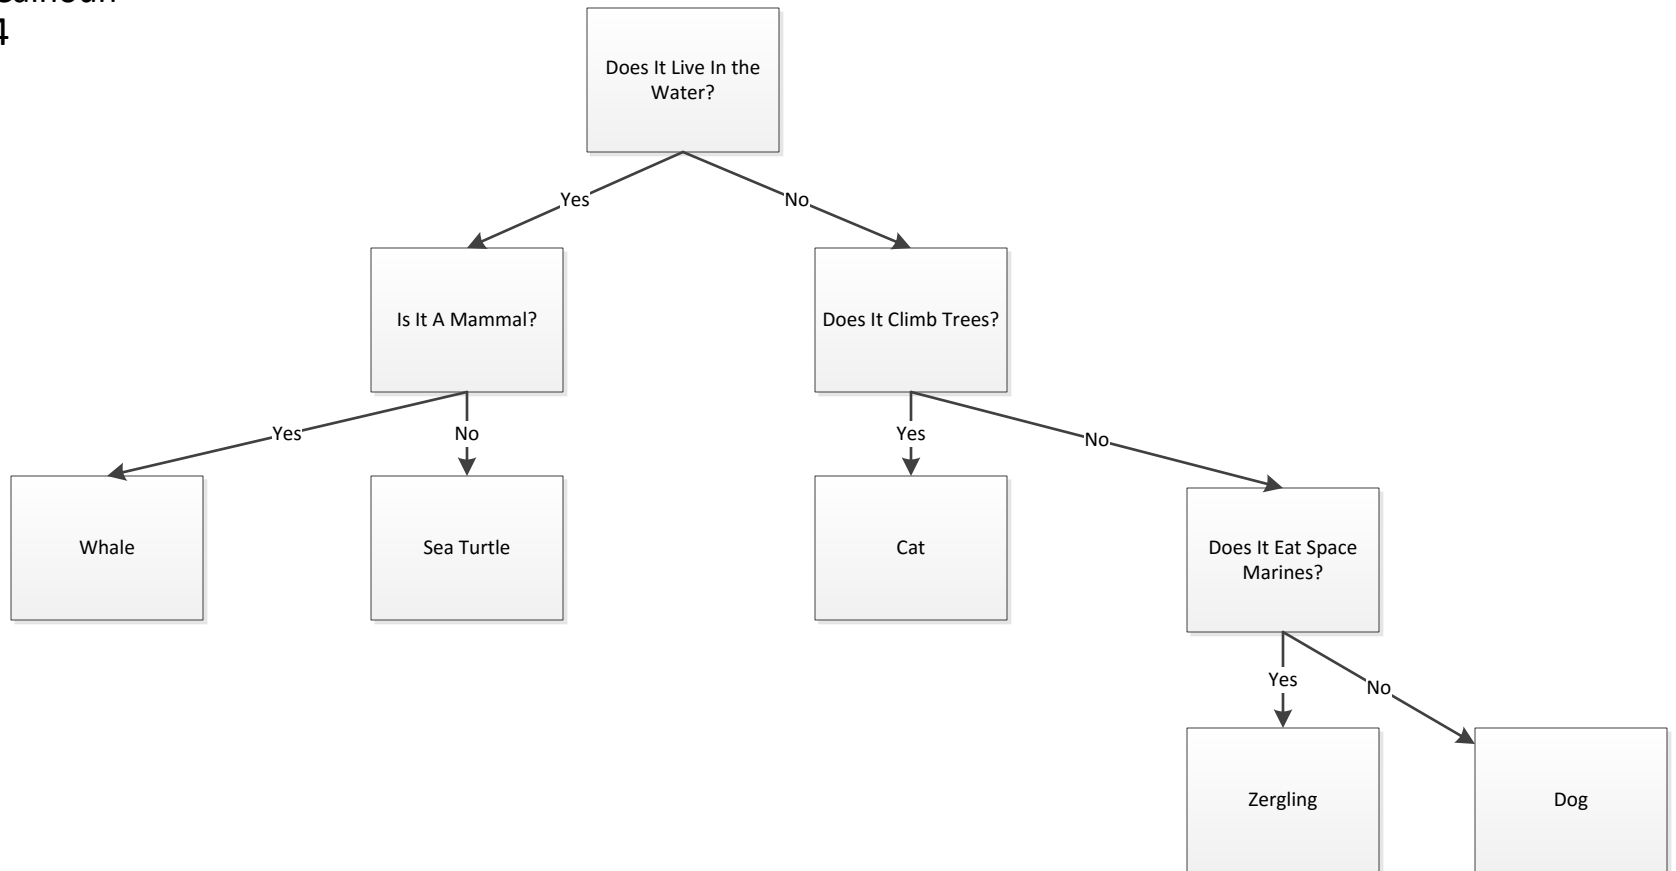 4
Does It Live In the
Water?
Yes
No
Is It A Mammal?
Does It Climb Trees?
Yes
No
Yes
No
Whale
Sea Turtle
Cat
Does It Eat Space
Marines?
Yes
No
Zergling
Dog